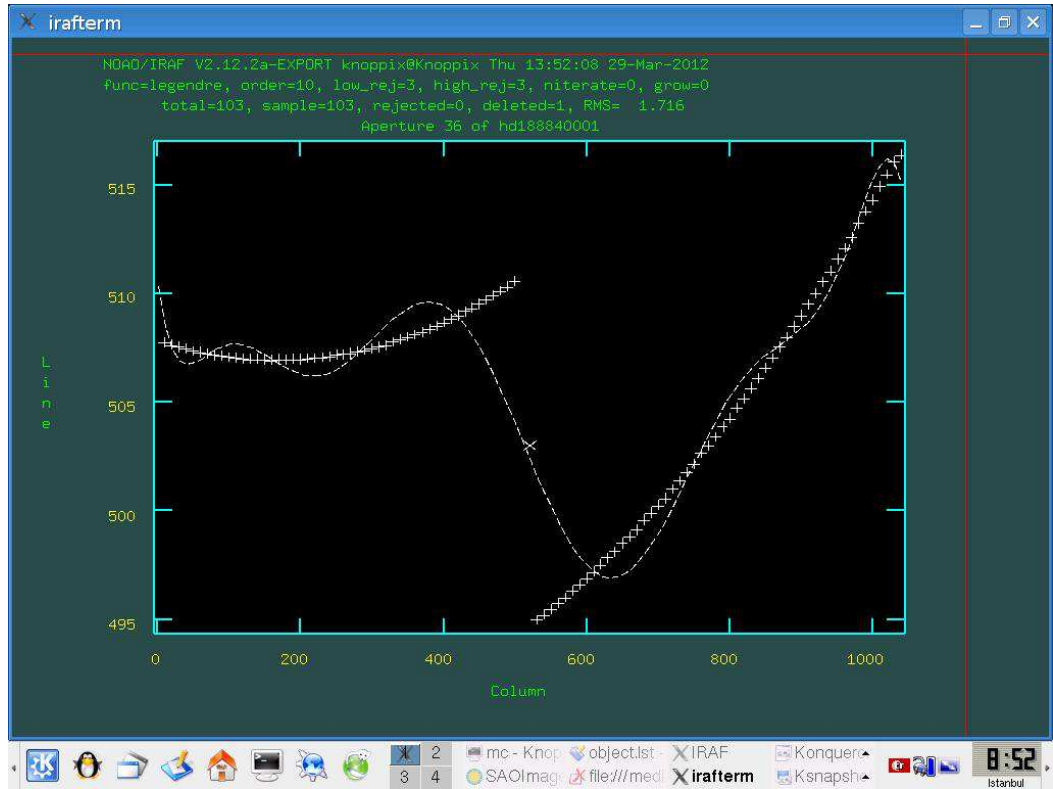 irafterm
NOAO/IRAF V2.12.2a-EXPORT knoppix@Knoppix Thu 13:52:08 29-Mar-2012
func=legendre, order=10, low_rej=3, high_rej=3, niterate=0, grow=0
total=103, sample=103, rejected=0, deleted=1, RMS= 1.716
Aperture 36 of hd188840001
515
510
505
500
495
Line
0 200 400 600 800 1000
Column
2 mc - Knop object.lst - IRAF Konquer
3 4 SAOImag file:///medi irafterm Ksnapsh
8:52
Istanbul